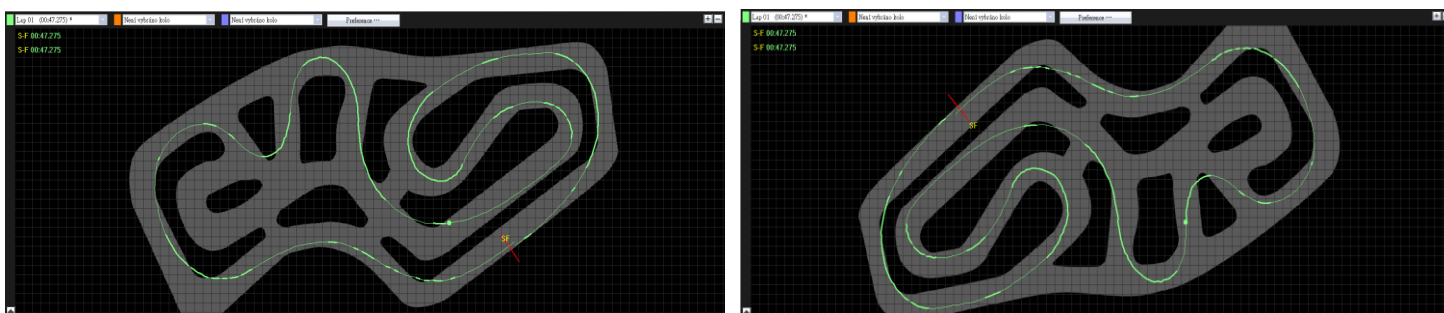 Lap 01 (00:47.275) *
Není vybráno kolo
Není vybráno kolo
Preference ---
S-F 00:47.275
S-F 00:47.275
SF
Lap 01 (00:47.275) *
Není vybráno kolo
Není vybráno kolo
Preference ---
S-F 00:47.275
S-F 00:47.275
SF